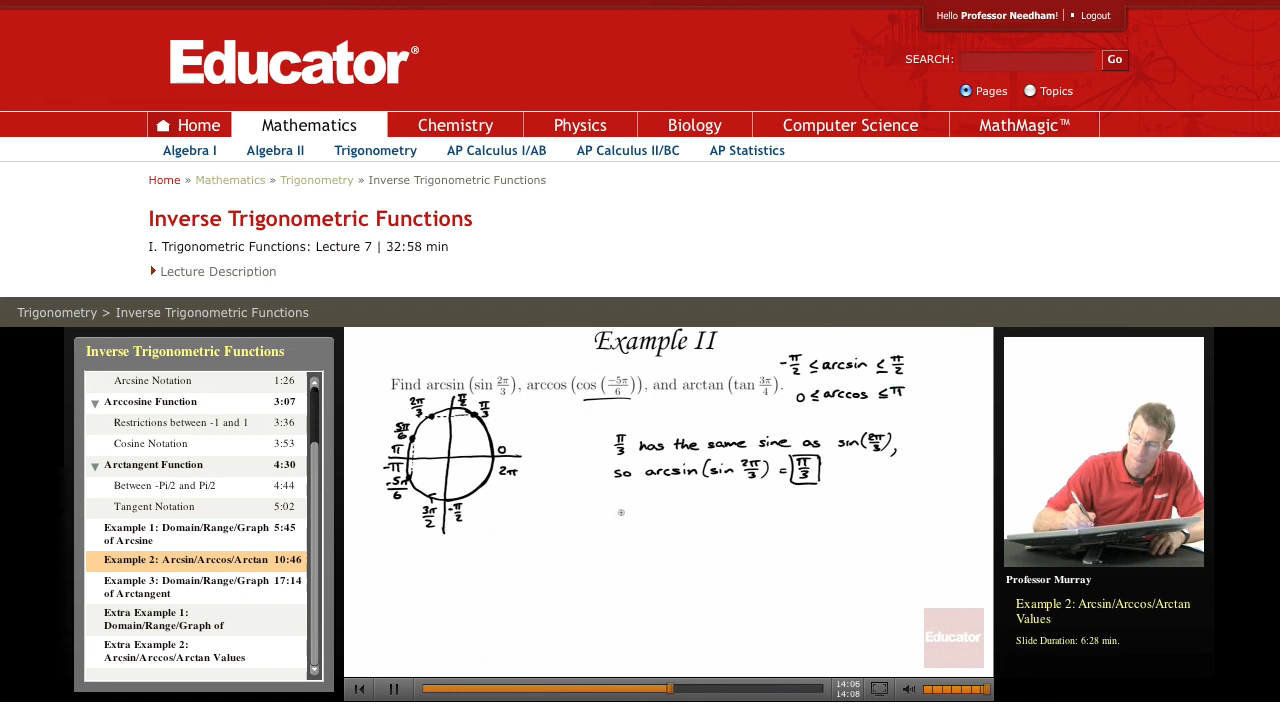 Hello Professor Needham! Logout
Educator®
SEARCH: Go
Pages Topics
Home Mathematics Chemistry Physics Biology Computer Science MathMagic™
Algebra I Algebra II Trigonometry AP Calculus I/AB AP Calculus II/BC AP Statistics
Home » Mathematics » Trigonometry » Inverse Trigonometric Functions
Inverse Trigonometric Functions
I. Trigonometric Functions: Lecture 7 | 32:58 min
Lecture Description
Trigonometry > Inverse Trigonometric Functions
Inverse Trigonometric Functions
Arcsine Notation 1:26
Arccosine Function 3:07
Restrictions between -1 and 1 3:36
Cosine Notation 3:53
Arctangent Function 4:30
Between -Pi/2 and Pi/2 4:44
Tangent Notation 5:02
Example 1: Domain/Range/Graph 5:45
of Arcsine
Example 2: Arcsin/Arccos/Arctan 10:46
Example 3: Domain/Range/Graph 17:14
of Arctangent
Extra Example 1:
Domain/Range/Graph of
Extra Example 2:
Arcsin/Arccos/Arctan Values
Example II
-π/2 ≤ arcsin ≤ π/2
Find arcsin (sin 2π/3), arccos (cos (-5π/6)), and arctan (tan 3π/4).
0 ≤ arccos ≤ π
2π/3 π/2 π/3
5π/6
π 0
-π 2π
-5π/6
3π/2 -π/2
π/3 has the same sine as sin(2π/3),
so arcsin(sin 2π/3) = π/3
Educator
14:06
14:08
Professor Murray
Example 2: Arcsin/Arccos/Arctan
Values
Slide Duration: 6:28 min.